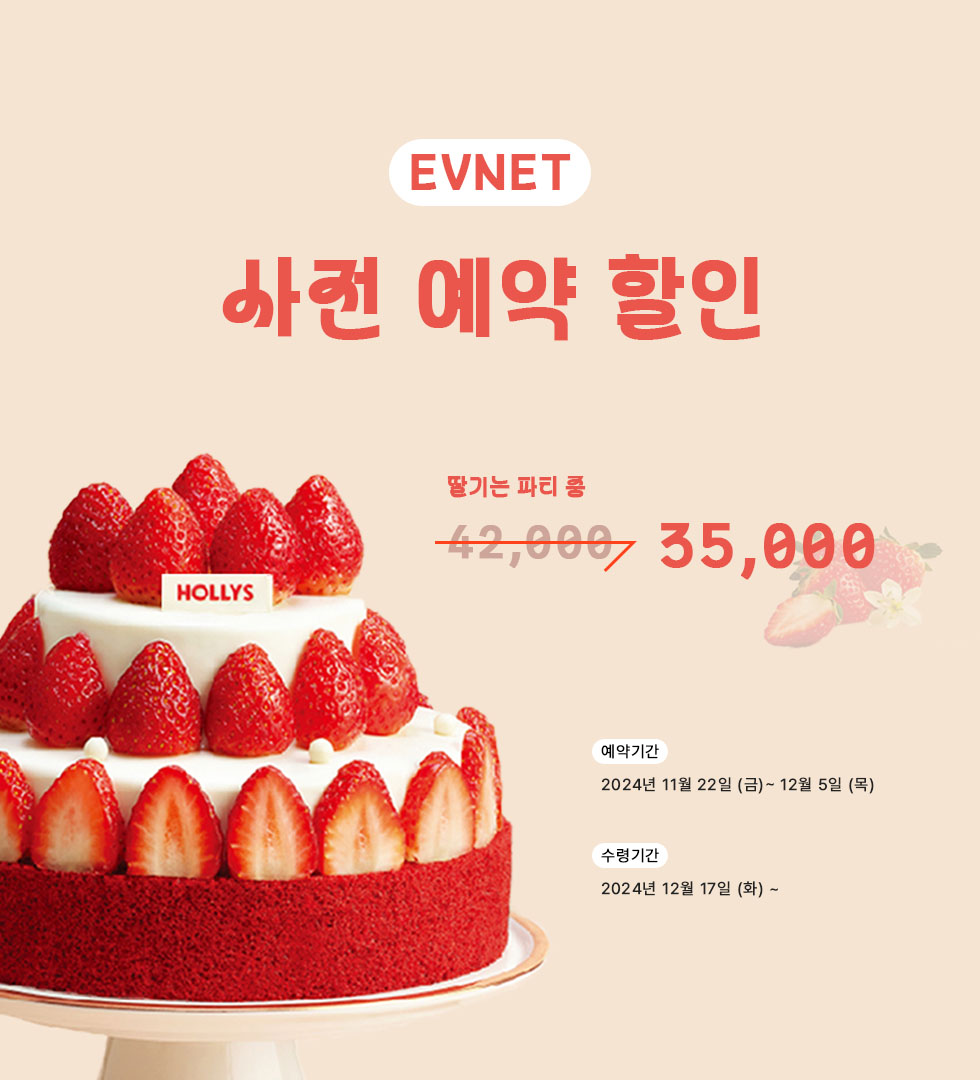 EVNET
사전 예약 할인
딸기는 파티 중
42,000 35,000
HOLLYS
예약기간
2024년 11월 22일 (금)~ 12월 5일 (목)
수령기간
2024년 12월 17일 (화) ~